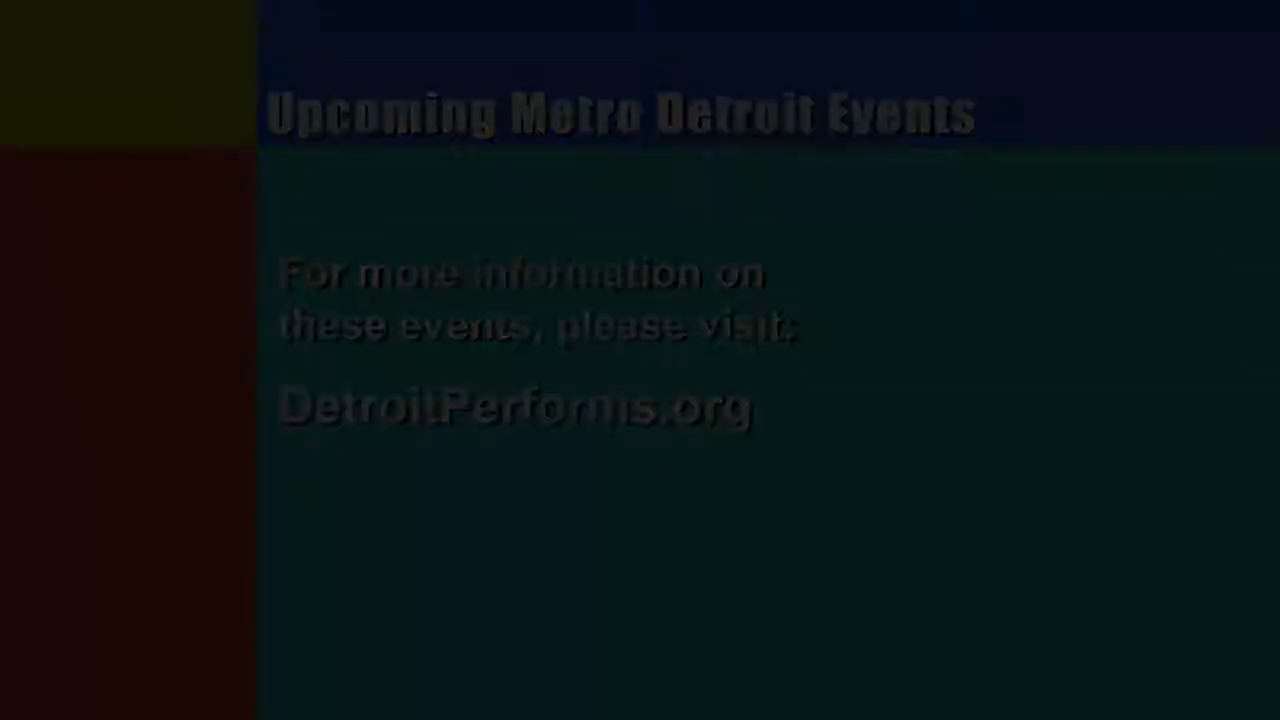 Upcoming Metro Detroit Events
For more information on
these events, please visit:
DetroitPerforms.org